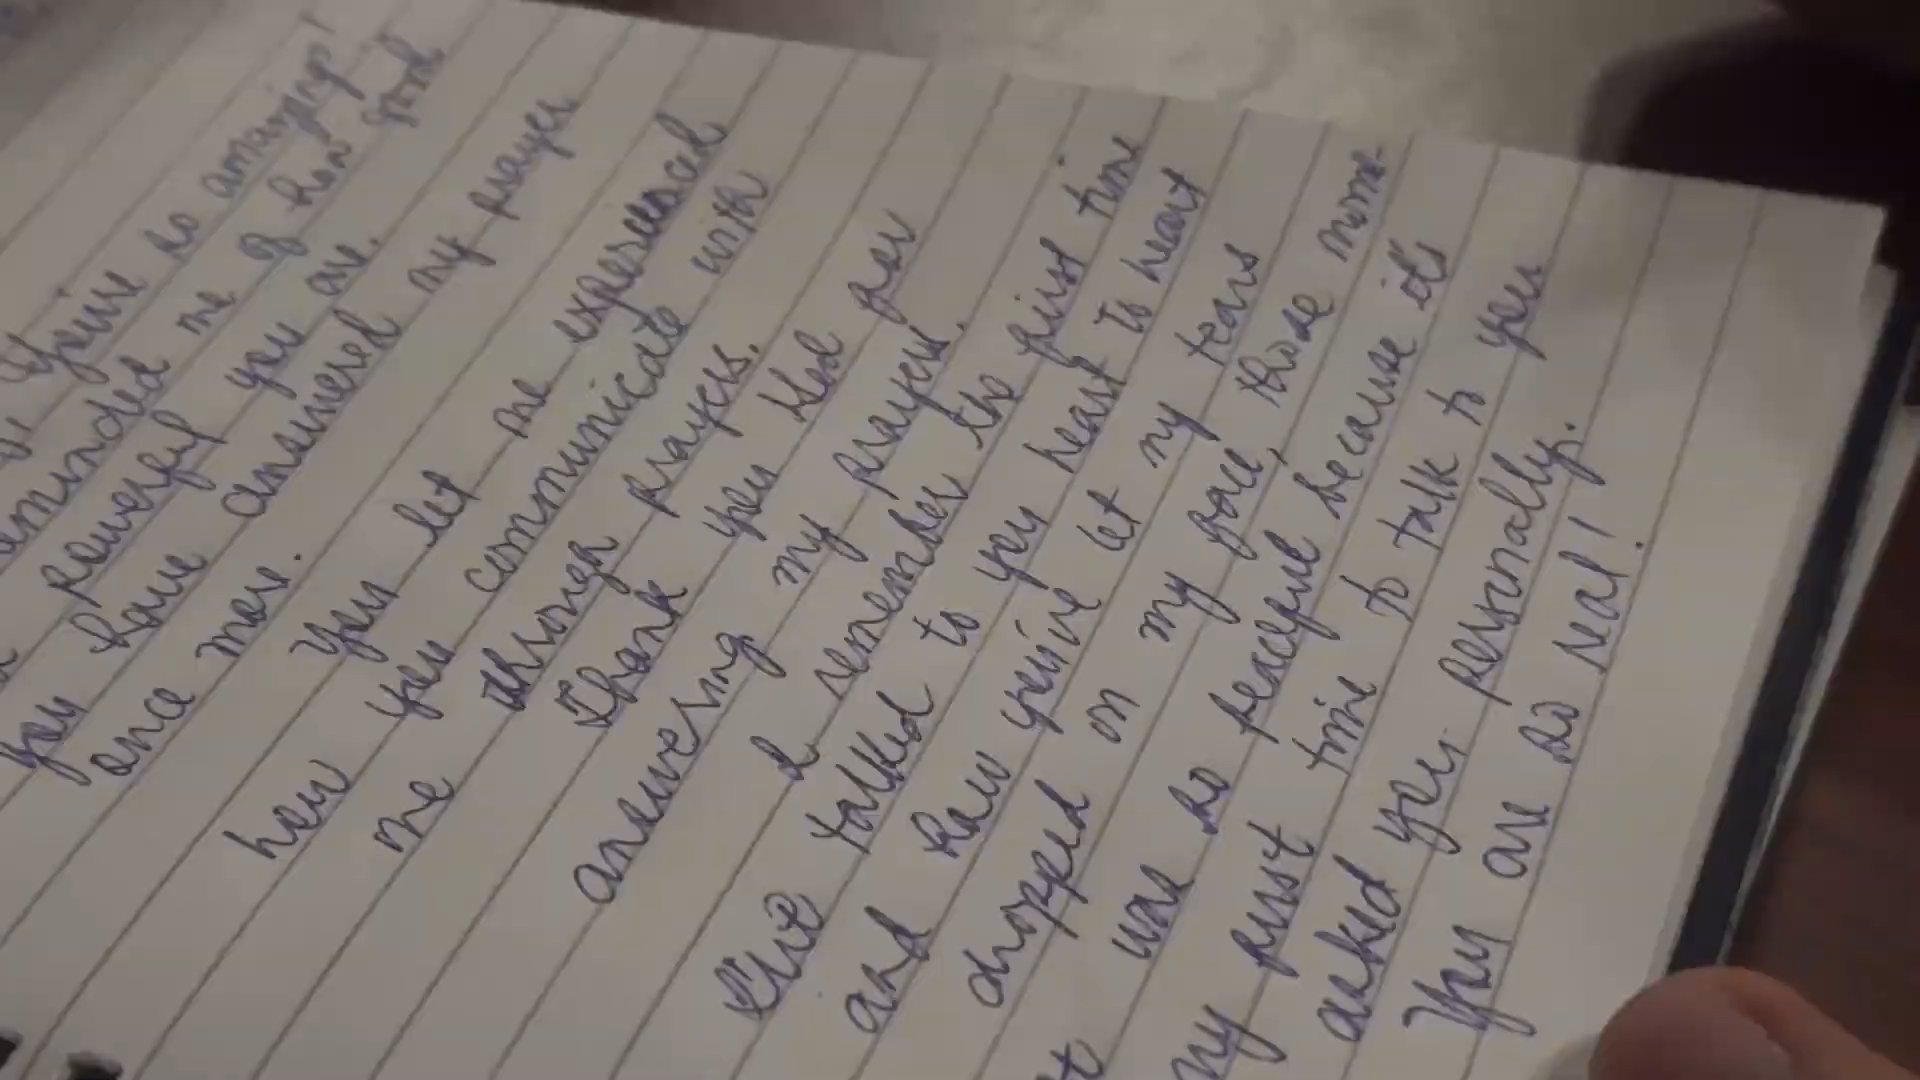 You're so amazing!
reminded me of how good
powerful you are.
you have answered my prayer
once more.
You let me expressed
how you communicate with
me through prayers.
Thank you God for
answering my prayers.
I remember the first time
I've talked to you heart to heart
and how you've let my tears
dropped on my face, those mom-
was so peaceful because it's
my first time to talk to you
asked you personally.
You are so real!